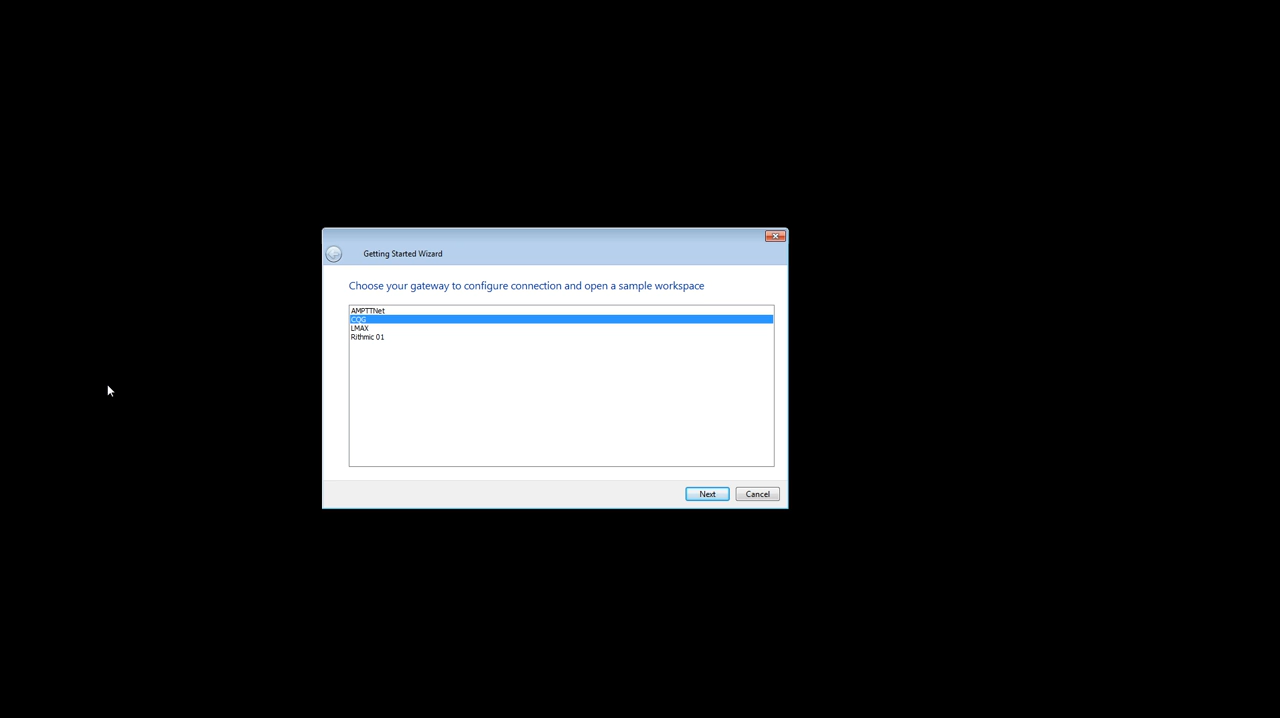 Getting Started Wizard
Choose your gateway to configure connection and open a sample workspace
AMPTTNet
CQG
LMAX
Rithmic 01
Next
Cancel